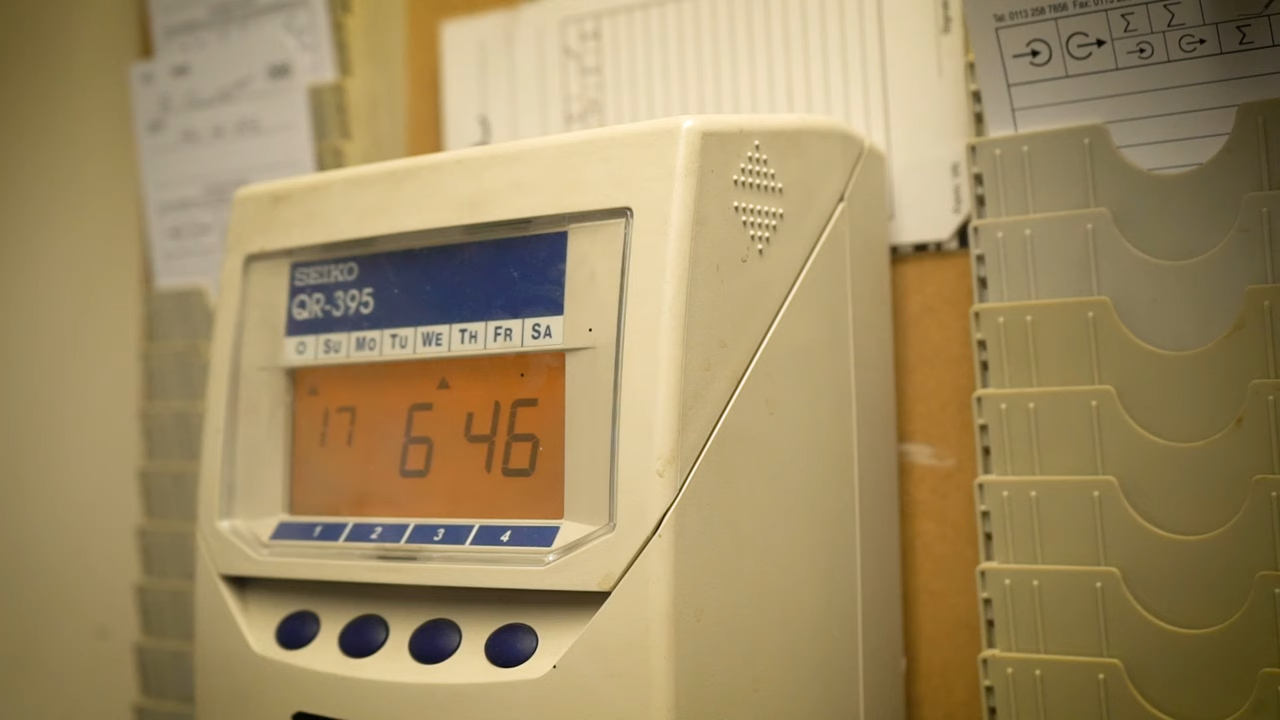 Tel: 0113 258 7856 Fax: 0113
Σ Σ
Σ
SEIKO
QR-395
O Su Mo Tu We Th Fr Sa
17 6 46
1 2 3 4